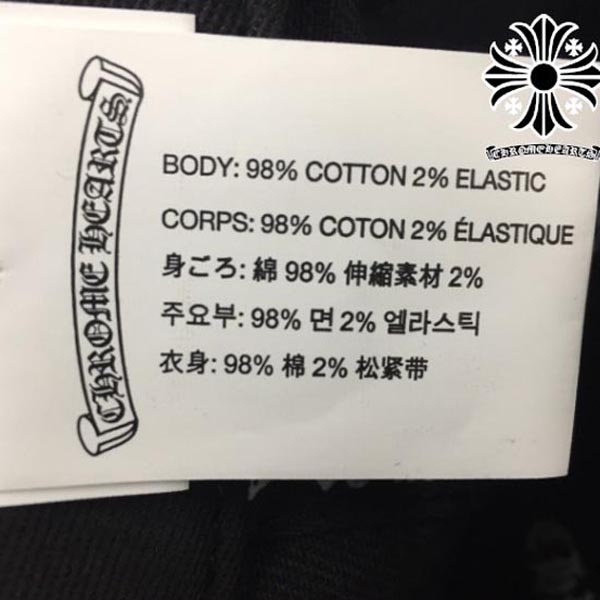 CHROME HEARTS
CHROME HEARTS
BODY: 98% COTTON 2% ELASTIC
CORPS: 98% COTON 2% ÉLASTIQUE
身ごろ: 綿 98% 伸縮素材 2%
주요부: 98% 면 2% 엘라스틱
衣身: 98% 棉 2% 松紧带